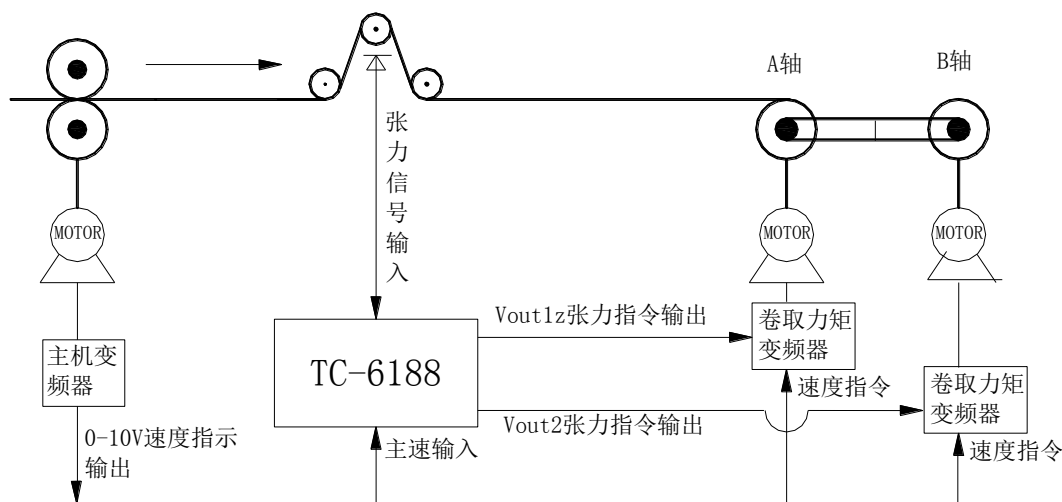 A轴
B轴
张力信号输入
MOTOR
MOTOR
MOTOR
Vout1z张力指令输出
卷取力矩
变频器
TC-6188
主机变
频器
速度指令
卷取力矩
变频器
Vout2张力指令输出
0-10V速度指示
输出
主速输入
速度指令